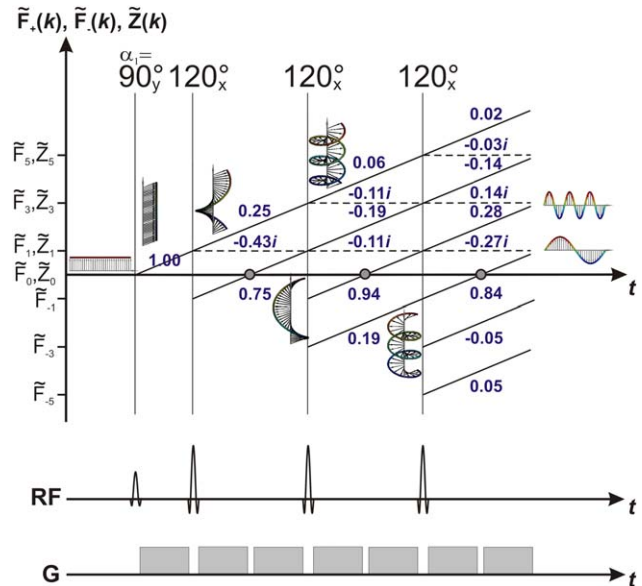 F̃₊(k), F̃₋(k), Z̃(k)
α₁=
90°y 120°x 120°x 120°x
0.02
-0.03i
F̃₅,Z̃₅
0.06
-0.14
-0.11i
0.14i
F̃₃,Z̃₃
0.25
-0.19
0.28
-0.43i
-0.11i
-0.27i
F̃₁,Z̃₁
1.00
F̃₀,Z̃₀
t
0.75
0.94
0.84
F̃₋₁
0.19
-0.05
F̃₋₃
0.05
F̃₋₅
RF
t
G
t